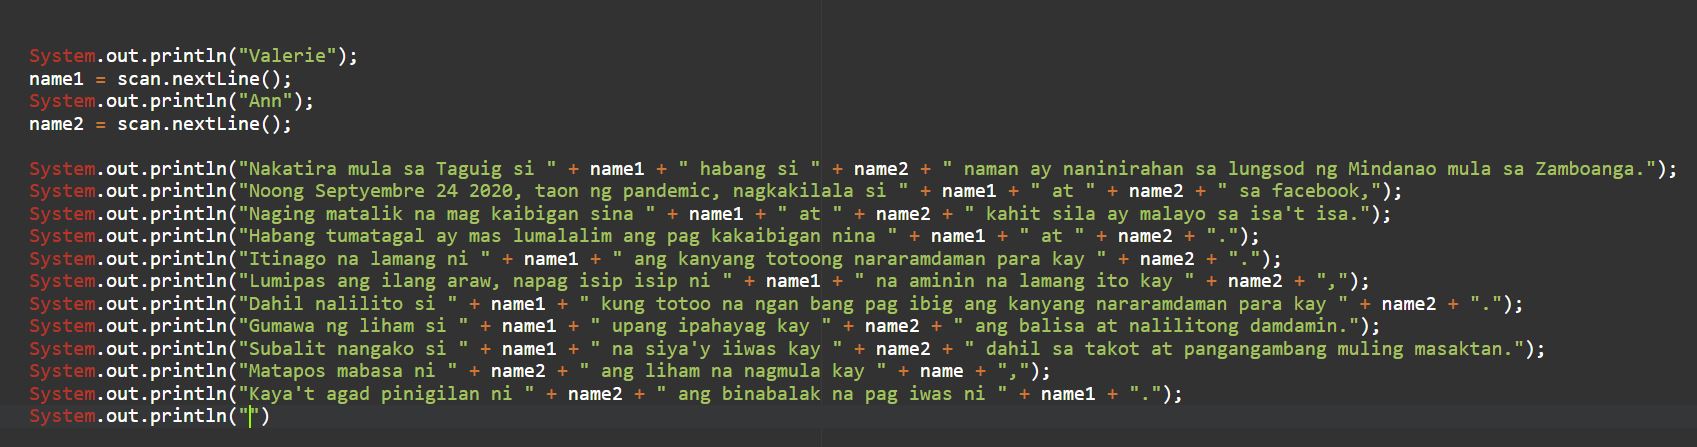 System.out.println("Valerie");
name1 = scan.nextLine();
System.out.println("Ann");
name2 = scan.nextLine();
System.out.println("Nakatira mula sa Taguig si " + name1 + " habang si " + name2 + " naman ay naninirahan sa lungsod ng Mindanao mula sa Zamboanga.");
System.out.println("Noong Septyembre 24 2020, taon ng pandemic, nagkakilala si " + name1 + " at " + name2 + " sa facebook,");
System.out.println("Naging matalik na mag kaibigan sina " + name1 + " at " + name2 + " kahit sila ay malayo sa isa't isa.");
System.out.println("Habang tumatagal ay mas lumalalim ang pag kakaibigan nina " + name1 + " at " + name2 + ".");
System.out.println("Itinago na lamang ni " + name1 + " ang kanyang totoong nararamdaman para kay " + name2 + ".");
System.out.println("Lumipas ang ilang araw, napag isip isip ni " + name1 + " na aminin na lamang ito kay " + name2 + ",");
System.out.println("Dahil nalilito si " + name1 + " kung totoo na ngan bang pag ibig ang kanyang nararamdaman para kay " + name2 + ".");
System.out.println("Gumawa ng liham si " + name1 + " upang ipahayag kay " + name2 + " ang balisa at nalilitong damdamin.");
System.out.println("Subalit nangako si " + name1 + " na siya'y iiwas kay " + name2 + " dahil sa takot at pangangambang muling masaktan.");
System.out.println("Matapos mabasa ni " + name2 + " ang liham na nagmula kay " + name + ",");
System.out.println("Kaya't agad pinigilan ni " + name2 + " ang binabalak na pag iwas ni " + name1 + ".");
System.out.println("")